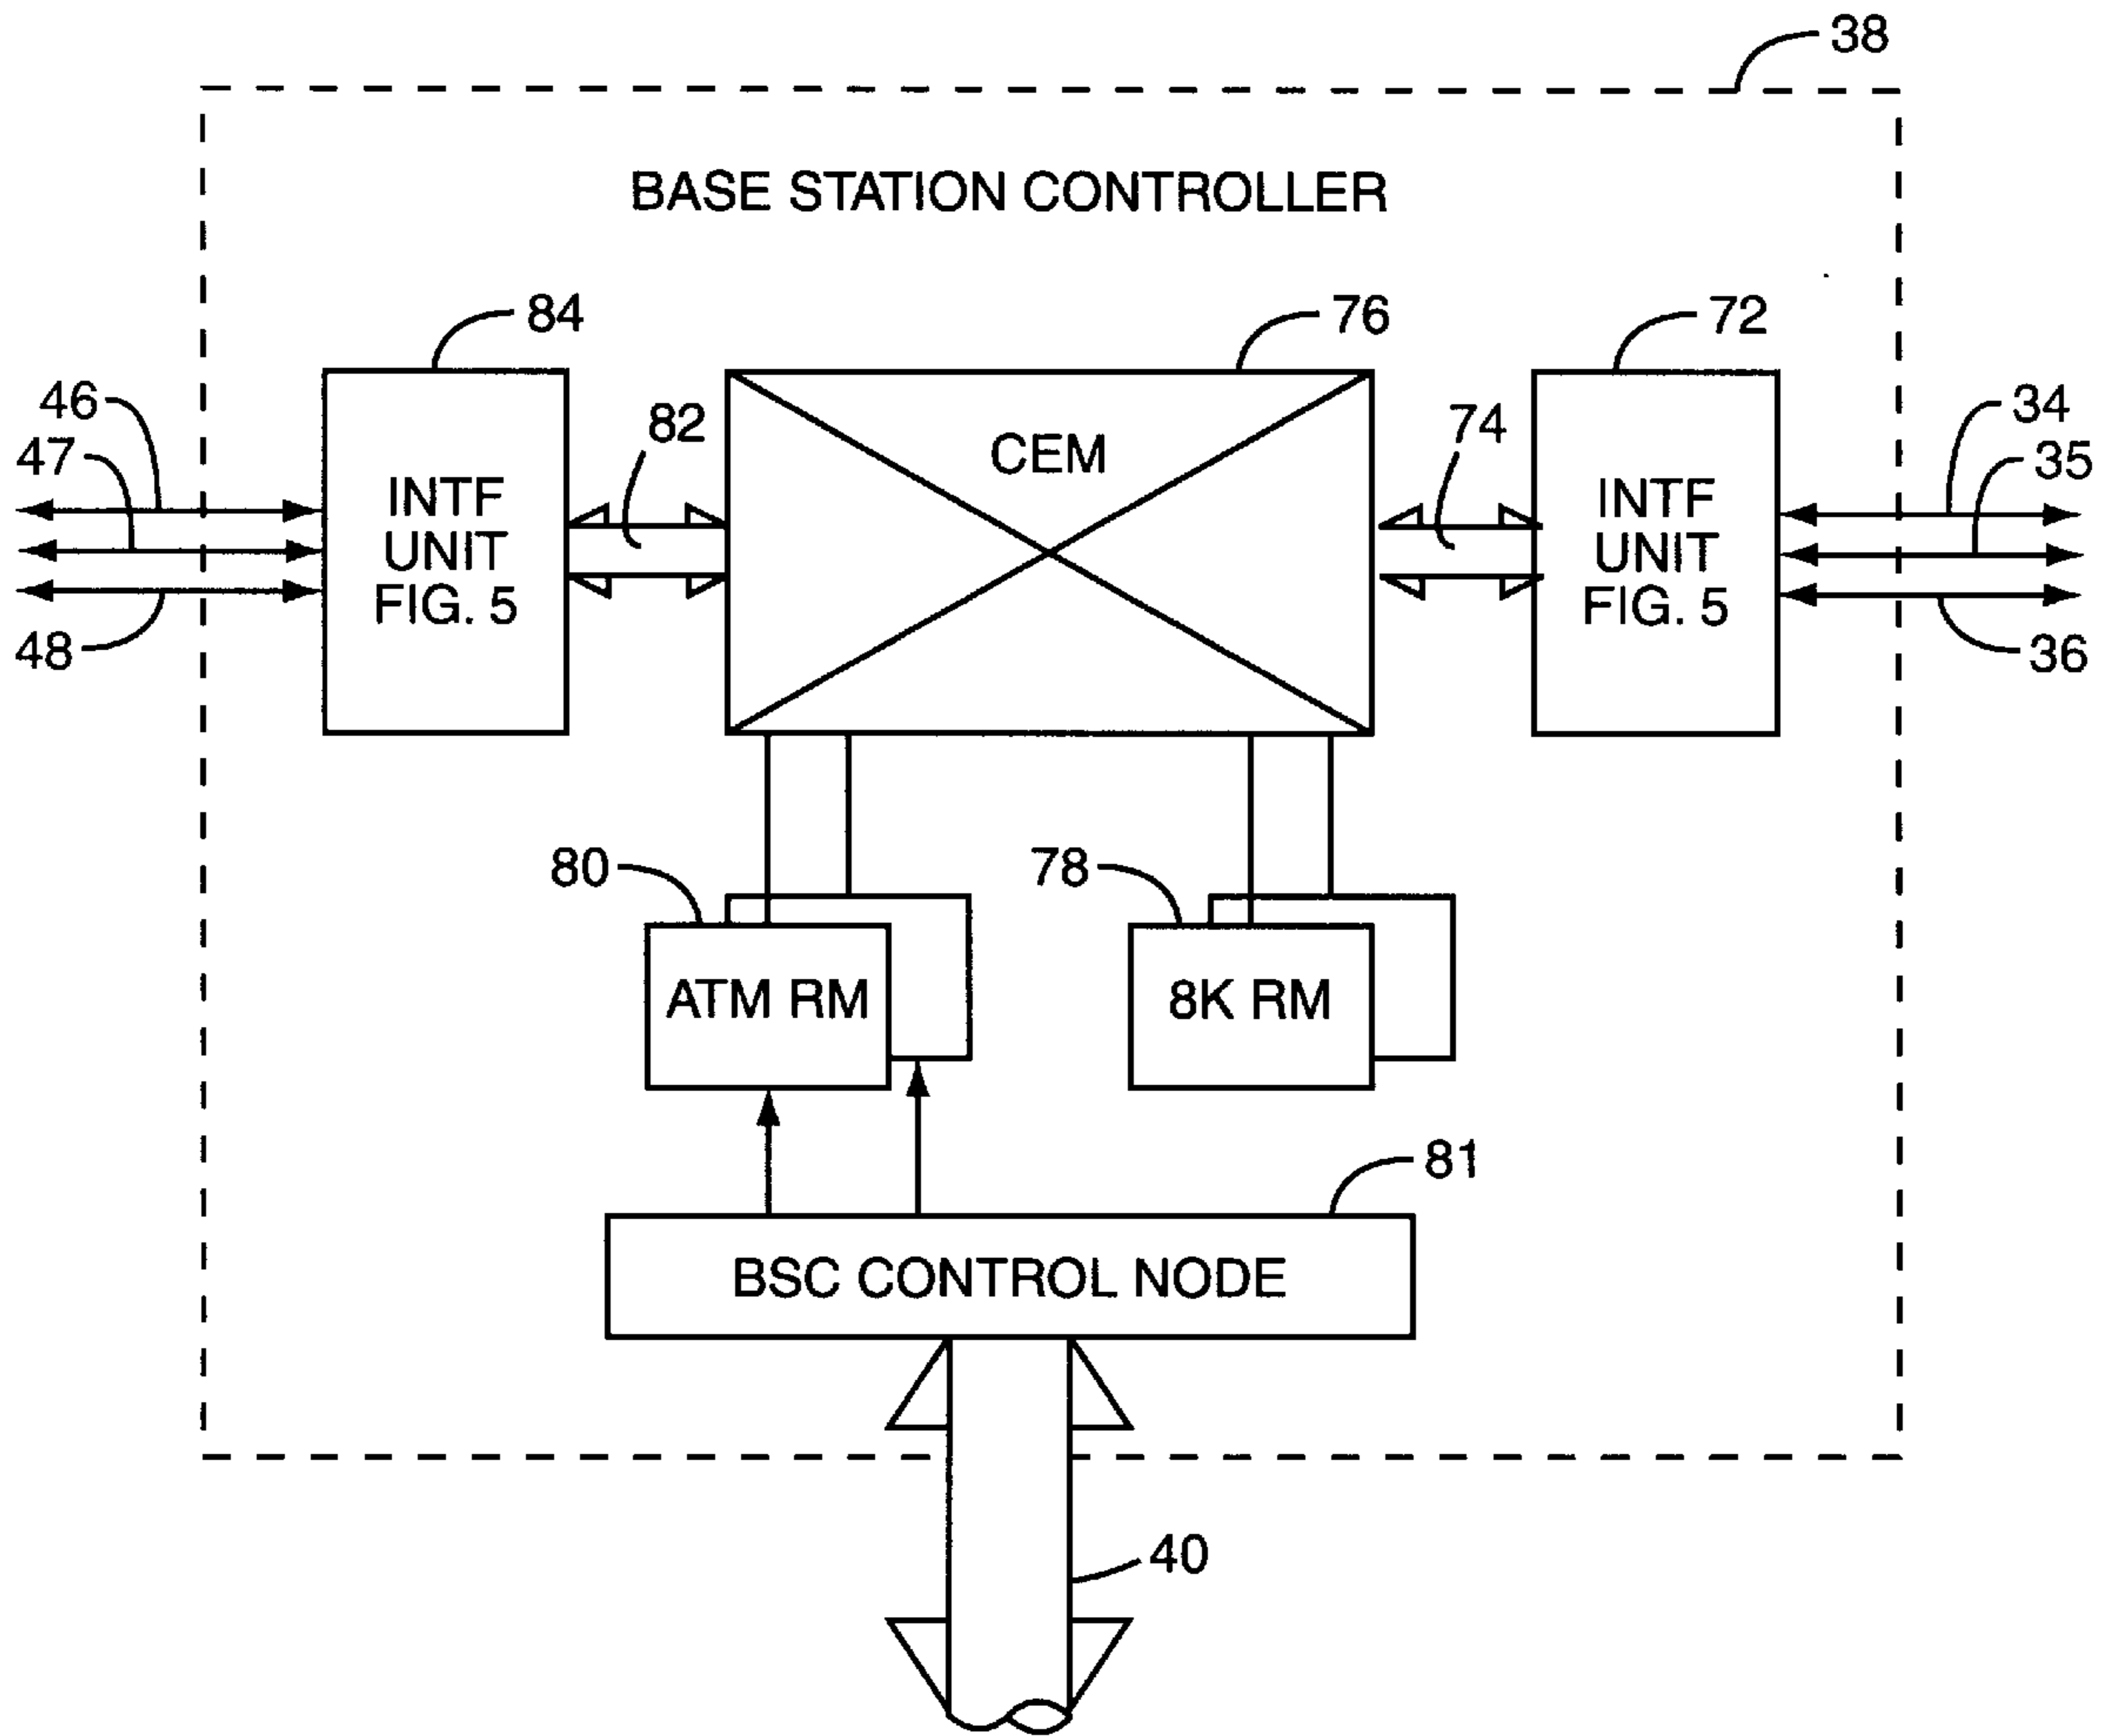 38
BASE STATION CONTROLLER
84
76
72
46
47
48
82
74
34
35
36
INTF
UNIT
FIG. 5
CEM
INTF
UNIT
FIG. 5
80
78
ATM RM
8K RM
81
BSC CONTROL NODE
40